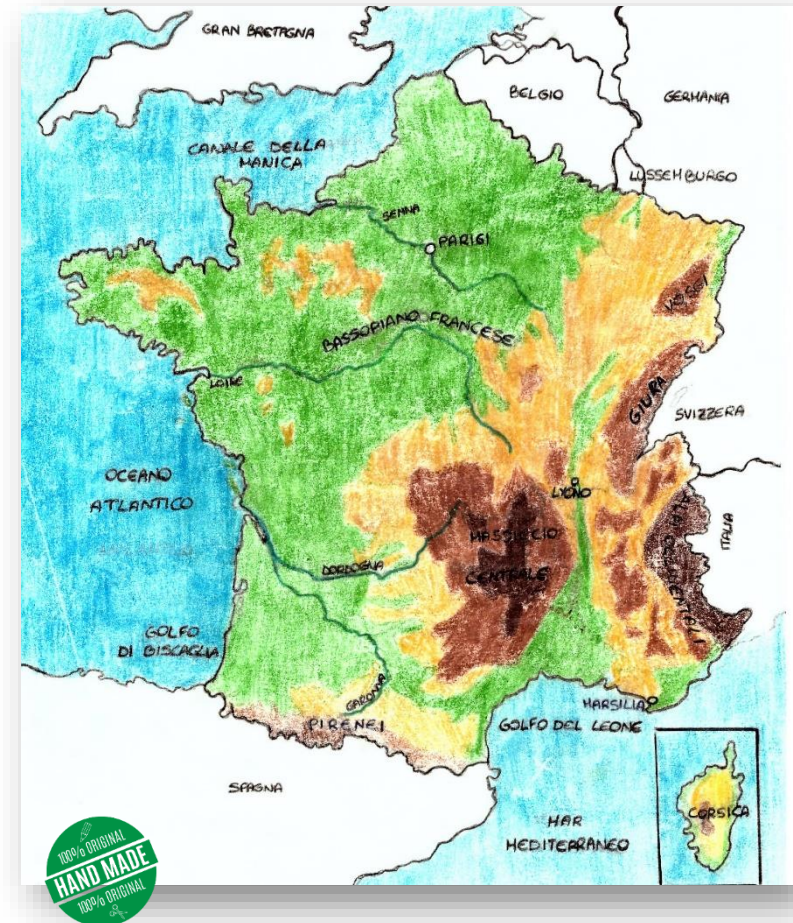 GRAN BRETAGNA
BELGIO
GERMANIA
CANALE DELLA
MANICA
LUSSEMBURGO
SENNA
PARIGI
VOSGI
BASSOPIANO FRANCESE
LOIRE
GIURA
SVIZZERA
OCEANO
ATLANTICO
LYONO
MASSICCIO
CENTRALE
ITALIA
DORDOGNA
GOLFO
DI BISCAGLIA
GARONNA
PIRENEI
MARSILIA
GOLFO DEL LEONE
SPAGNA
CORSICA
MAR
MEDITERRANEO
100% ORIGINAL
HAND MADE
100% ORIGINAL